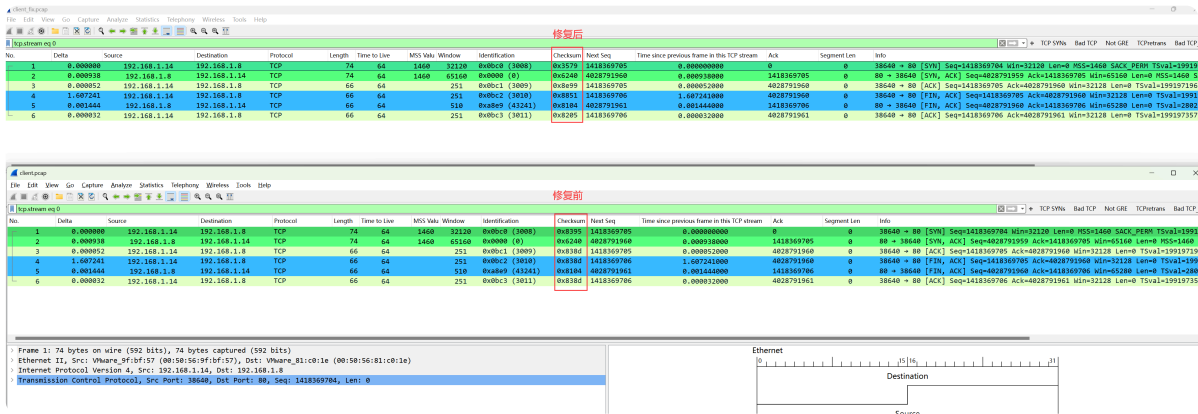 client_fix.pcap
File Edit View Go Capture Analyze Statistics Telephony Wireless Tools Help
修复后
tcp.stream eq 0 TCP SYNs Bad TCP Not GRE TCPretrans Bad TCP
No. Delta Source Destination Protocol Length Time to Live MSS Valu Window Identification Checksum Next Seq Time since previous frame in this TCP stream Ack Segment Len Info
1 0.000000 192.168.1.14 192.168.1.8 TCP 74 64 1460 32120 0x0bc0 (3008) 0x3579 1418369705 0.000000000 0 0 38640 → 80 [SYN] Seq=1418369704 Win=32120 Len=0 MSS=1460 SACK_PERM TSval=19919
2 0.000938 192.168.1.8 192.168.1.14 TCP 74 64 1460 65160 0x0000 (0) 0x6240 4028791960 0.000938000 1418369705 0 80 → 38640 [SYN, ACK] Seq=4028791959 Ack=1418369705 Win=65160 Len=0 MSS=1460 S
3 0.000052 192.168.1.14 192.168.1.8 TCP 66 64 251 0x0bc1 (3009) 0x8e99 1418369705 0.000052000 4028791960 0 38640 → 80 [ACK] Seq=1418369705 Ack=4028791960 Win=32128 Len=0 TSval=199197196
4 1.607241 192.168.1.14 192.168.1.8 TCP 66 64 251 0x0bc2 (3010) 0x8851 1418369706 1.607241000 4028791960 0 38640 → 80 [FIN, ACK] Seq=1418369705 Ack=4028791960 Win=32128 Len=0 TSval=1991
5 0.001444 192.168.1.8 192.168.1.14 TCP 66 64 510 0xa8e9 (43241) 0x8104 4028791961 0.001444000 1418369706 0 80 → 38640 [FIN, ACK] Seq=4028791960 Ack=1418369706 Win=65280 Len=0 TSval=2802
6 0.000032 192.168.1.14 192.168.1.8 TCP 66 64 251 0x0bc3 (3011) 0x8205 1418369706 0.000032000 4028791961 0 38640 → 80 [ACK] Seq=1418369706 Ack=4028791961 Win=32128 Len=0 TSval=199197357
client.pcap
File Edit View Go Capture Analyze Statistics Telephony Wireless Tools Help
修复前
tcp.stream eq 0 TCP SYNs Bad TCP Not GRE TCPretrans Bad TCP
No. Delta Source Destination Protocol Length Time to Live MSS Valu Window Identification Checksum Next Seq Time since previous frame in this TCP stream Ack Segment Len Info
1 0.000000 192.168.1.14 192.168.1.8 TCP 74 64 1460 32120 0x0bc0 (3008) 0x8395 1418369705 0.000000000 0 0 38640 → 80 [SYN] Seq=1418369704 Win=32120 Len=0 MSS=1460 SACK_PERM TSval=1991
2 0.000938 192.168.1.8 192.168.1.14 TCP 74 64 1460 65160 0x0000 (0) 0x6240 4028791960 0.000938000 1418369705 0 80 → 38640 [SYN, ACK] Seq=4028791959 Ack=1418369705 Win=65160 Len=0 MSS=1460
3 0.000052 192.168.1.14 192.168.1.8 TCP 66 64 251 0x0bc1 (3009) 0x838d 1418369705 0.000052000 4028791960 0 38640 → 80 [ACK] Seq=1418369705 Ack=4028791960 Win=32128 Len=0 TSval=19919719
4 1.607241 192.168.1.14 192.168.1.8 TCP 66 64 251 0x0bc2 (3010) 0x838d 1418369706 1.607241000 4028791960 0 38640 → 80 [FIN, ACK] Seq=1418369705 Ack=4028791960 Win=32128 Len=0 TSval=199
5 0.001444 192.168.1.8 192.168.1.14 TCP 66 64 510 0xa8e9 (43241) 0x8104 4028791961 0.001444000 1418369706 0 80 → 38640 [FIN, ACK] Seq=4028791960 Ack=1418369706 Win=65280 Len=0 TSval=280
6 0.000032 192.168.1.14 192.168.1.8 TCP 66 64 251 0x0bc3 (3011) 0x838d 1418369706 0.000032000 4028791961 0 38640 → 80 [ACK] Seq=1418369706 Ack=4028791961 Win=32128 Len=0 TSval=19919735
Frame 1: 74 bytes on wire (592 bits), 74 bytes captured (592 bits)
Ethernet II, Src: VMware_9f:bf:57 (00:50:56:9f:bf:57), Dst: VMware_81:c0:1e (00:50:56:81:c0:1e)
Internet Protocol Version 4, Src: 192.168.1.14, Dst: 192.168.1.8
Transmission Control Protocol, Src Port: 38640, Dst Port: 80, Seq: 1418369704, Len: 0
Ethernet
0 15 16 31
Destination
Source